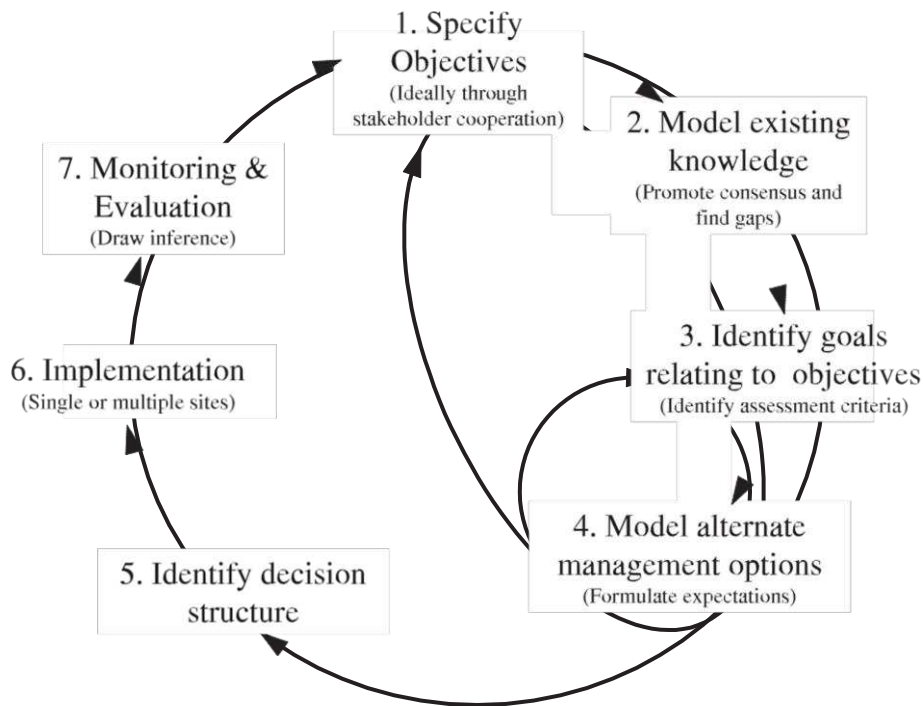 1. Specify
Objectives
(Ideally through
stakeholder cooperation)
2. Model existing
knowledge
(Promote consensus and
find gaps)
3. Identify goals
relating to objectives
(Identify assessment criteria)
4. Model alternate
management options
(Formulate expectations)
5. Identify decision
structure
6. Implementation
(Single or multiple sites)
7. Monitoring &
Evaluation
(Draw inference)